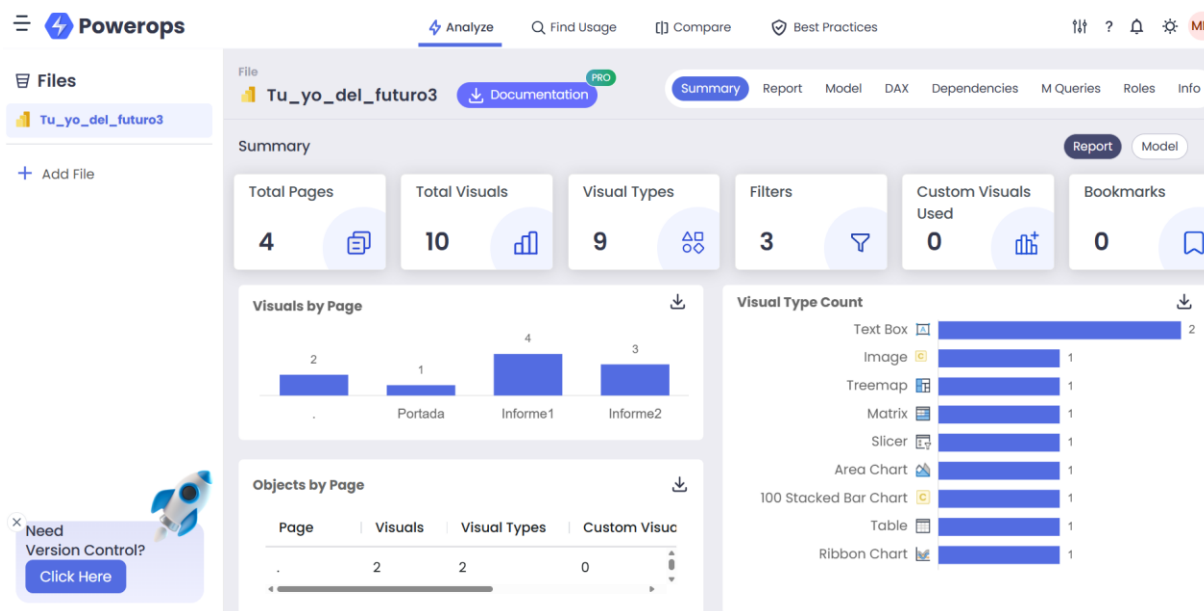 Powerops
Analyze
Find Usage
Compare
Best Practices
?
Files
Tu_yo_del_futuro3
Add File
File
Tu_yo_del_futuro3
Documentation
PRO
Summary
Report
Model
DAX
Dependencies
M Queries
Roles
Info
Summary
Report
Model
Total Pages
4
Total Visuals
10
Visual Types
9
Filters
3
Custom Visuals
Used
0
Bookmarks
0
Visuals by Page
2
1
4
3
.
Portada
Informe1
Informe2
Visual Type Count
Text Box 2
Image 1
Treemap 1
Matrix 1
Slicer 1
Area Chart 1
100 Stacked Bar Chart 1
Table 1
Ribbon Chart 1
Objects by Page
Page Visuals Visual Types Custom
. 2 2 0
Need
Version Control?
Click Here